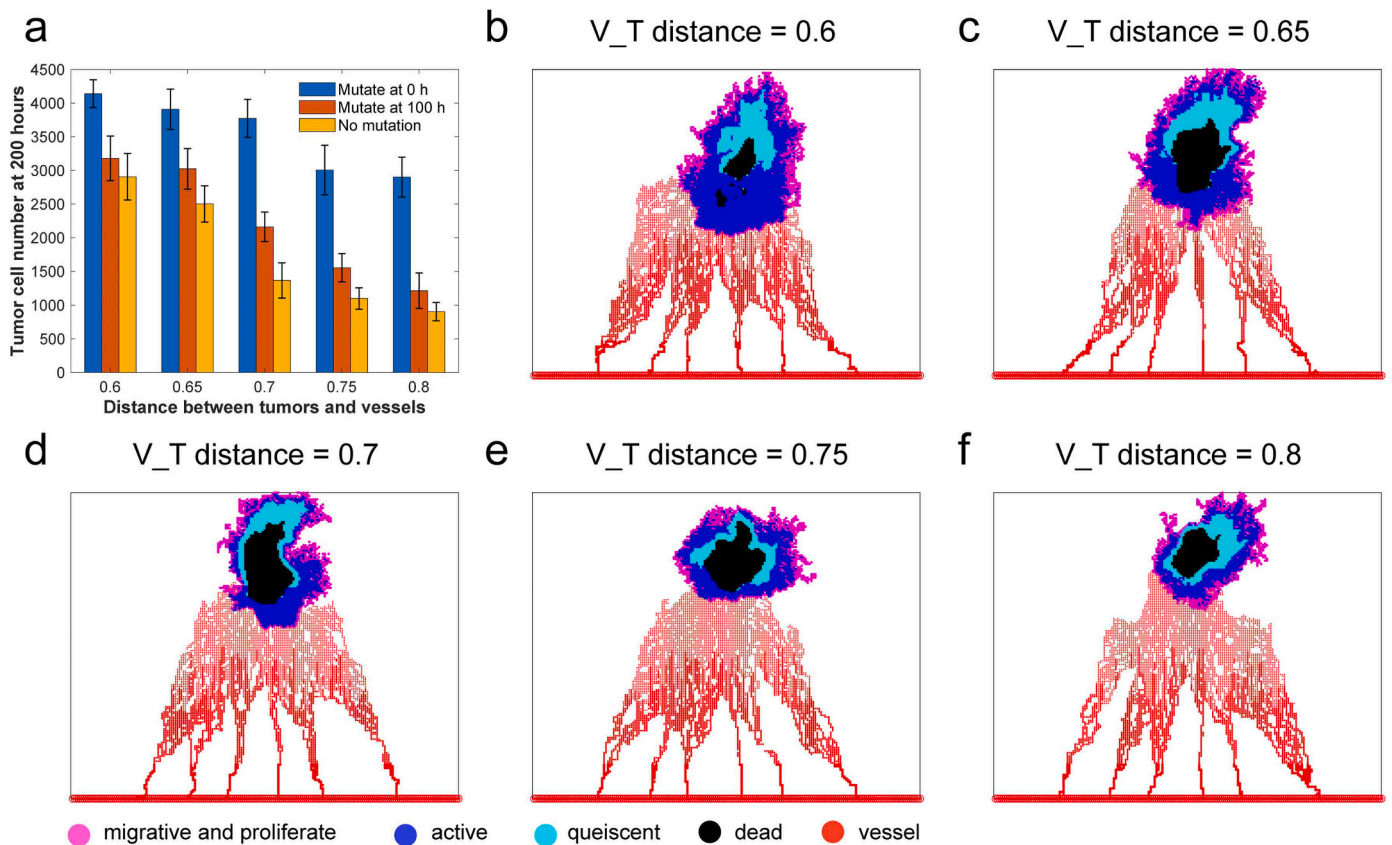 a
4500
4000
3500
3000
2500
2000
1500
1000
500
0
Tumor cell number at 200 hours
Mutate at 0 h
Mutate at 100 h
No mutation
0.6 0.65 0.7 0.75 0.8
Distance between tumors and vessels
b V_T distance = 0.6
c V_T distance = 0.65
d V_T distance = 0.7
e V_T distance = 0.75
f V_T distance = 0.8
migrative and proliferate active queiscent dead vessel